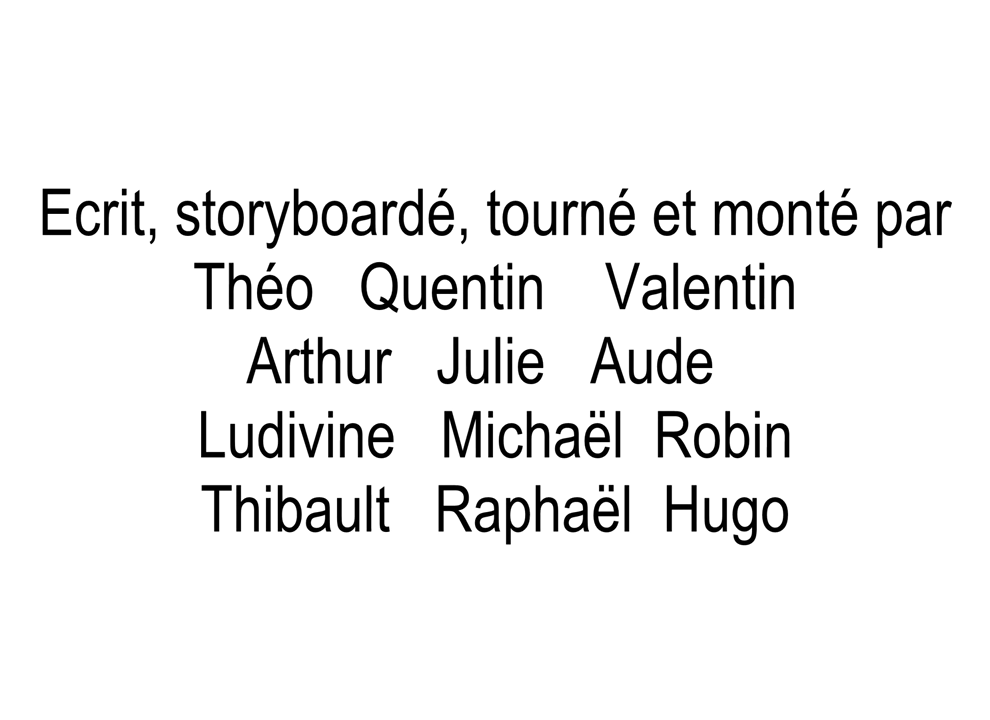 Ecrit, storyboardé, tourné et monté par
Théo Quentin Valentin
Arthur Julie Aude
Ludivine Michaël Robin
Thibault Raphaël Hugo